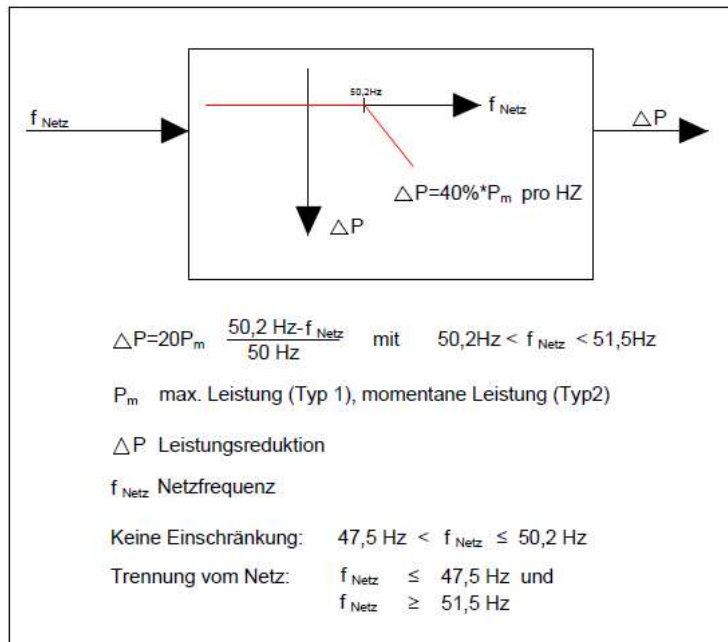 50,2Hz
f Netz
f Netz
△P
△P=40%*Pm pro HZ
△P
△P=20Pm 50,2 Hz-f Netz / 50 Hz mit 50,2Hz < f Netz < 51,5Hz
Pm max. Leistung (Typ 1), momentane Leistung (Typ2)
△P Leistungsreduktion
f Netz Netzfrequenz
Keine Einschränkung: 47,5 Hz < f Netz ≤ 50,2 Hz
Trennung vom Netz: f Netz ≤ 47,5 Hz und
f Netz ≥ 51,5 Hz